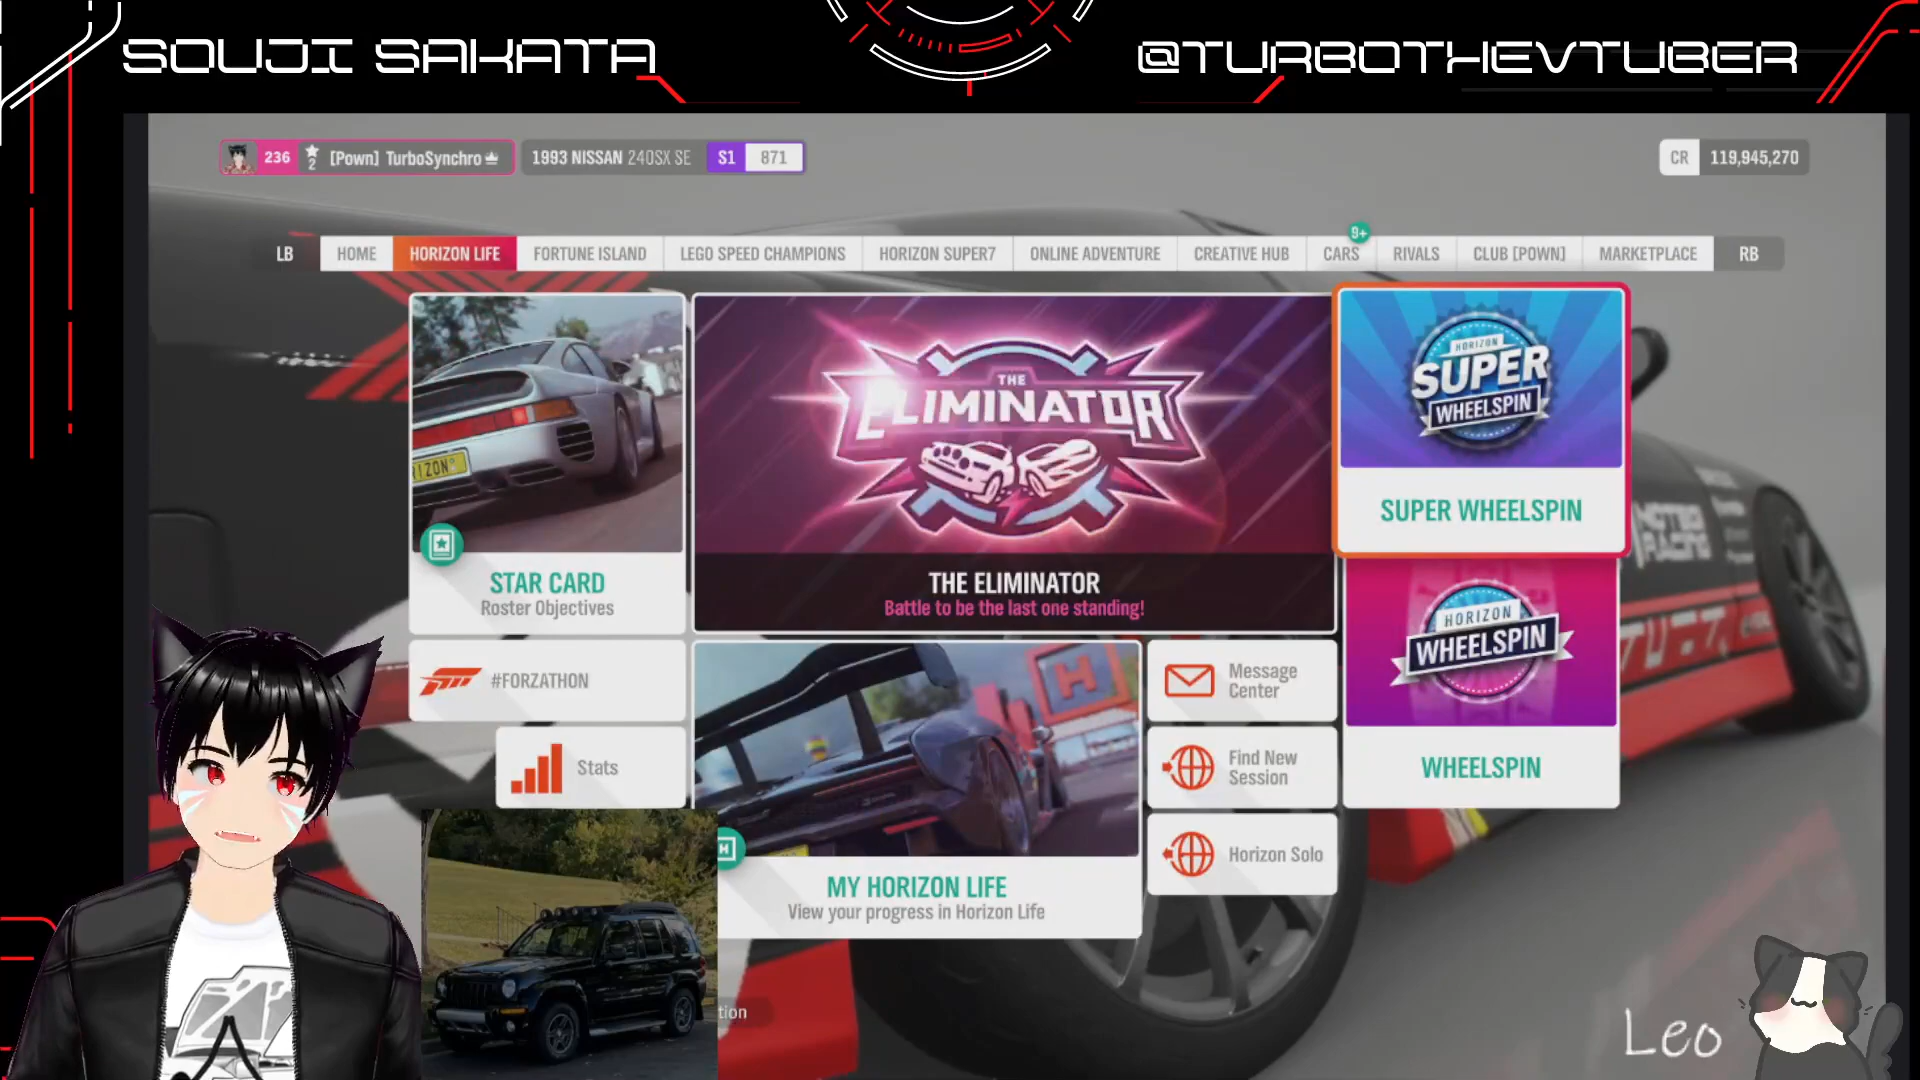 SOUJI SAKATA
@TURBOTHEVTUBER
236 2 [Pown] TurboSynchro
1993 NISSAN 240SX SE S1 871
CR 119,945,270
LB HOME HORIZON LIFE FORTUNE ISLAND LEGO SPEED CHAMPIONS HORIZON SUPER7 ONLINE ADVENTURE CREATIVE HUB CARS 9+ RIVALS CLUB [POWN] MARKETPLACE RB
STAR CARD
Roster Objectives
THE
ELIMINATOR
THE ELIMINATOR
Battle to be the last one standing!
HORIZON
SUPER
WHEELSPIN
SUPER WHEELSPIN
#FORZATHON
Stats
MY HORIZON LIFE
View your progress in Horizon Life
Message
Center
Find New
Session
Horizon Solo
HORIZON
WHEELSPIN
WHEELSPIN
tion
Leo